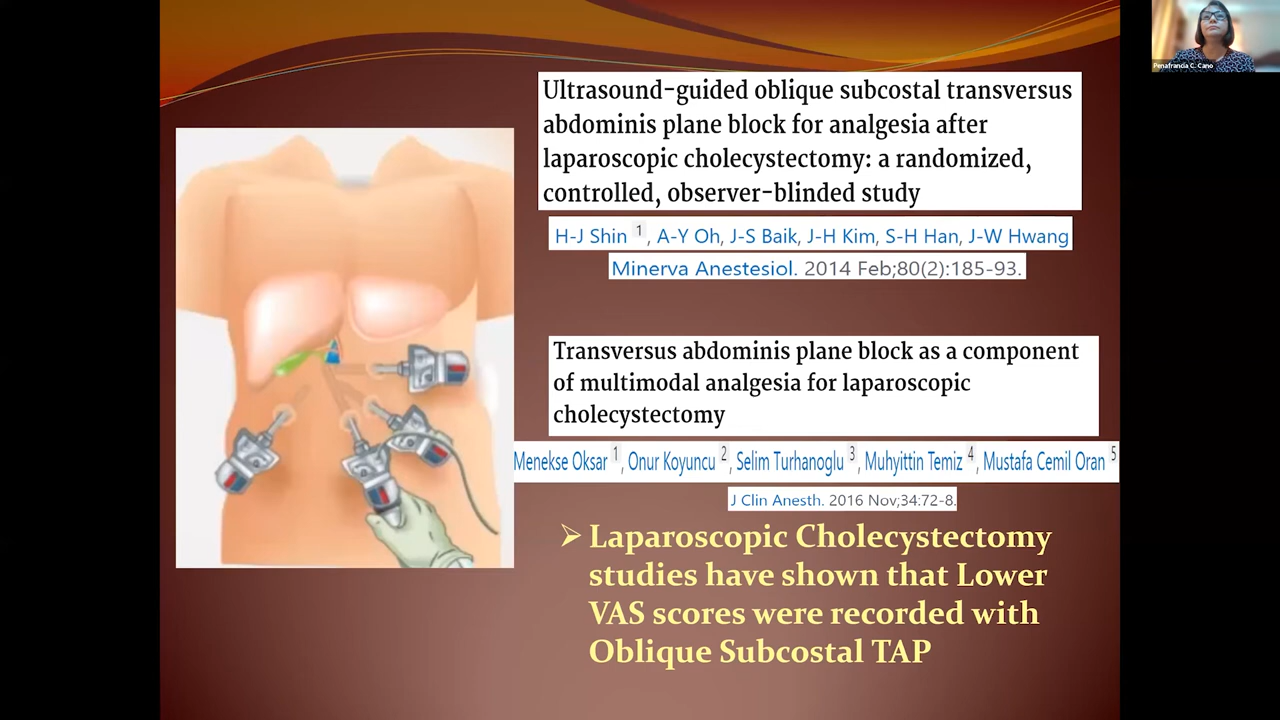 Ultrasound-guided oblique subcostal transversus
abdominis plane block for analgesia after
laparoscopic cholecystectomy: a randomized,
controlled, observer-blinded study
H-J Shin 1, A-Y Oh, J-S Baik, J-H Kim, S-H Han, J-W Hwang
Minerva Anestesiol. 2014 Feb;80(2):185-93.
Transversus abdominis plane block as a component
of multimodal analgesia for laparoscopic
cholecystectomy
Menekse Oksar 1, Onur Koyuncu 2, Selim Turhanoglu 3, Muhyittin Temiz 4, Mustafa Cemil Oran 5
J Clin Anesth. 2016 Nov;34:72-8.
➢ Laparoscopic Cholecystectomy
studies have shown that Lower
VAS scores were recorded with
Oblique Subcostal TAP
Penafrancia C. Cano